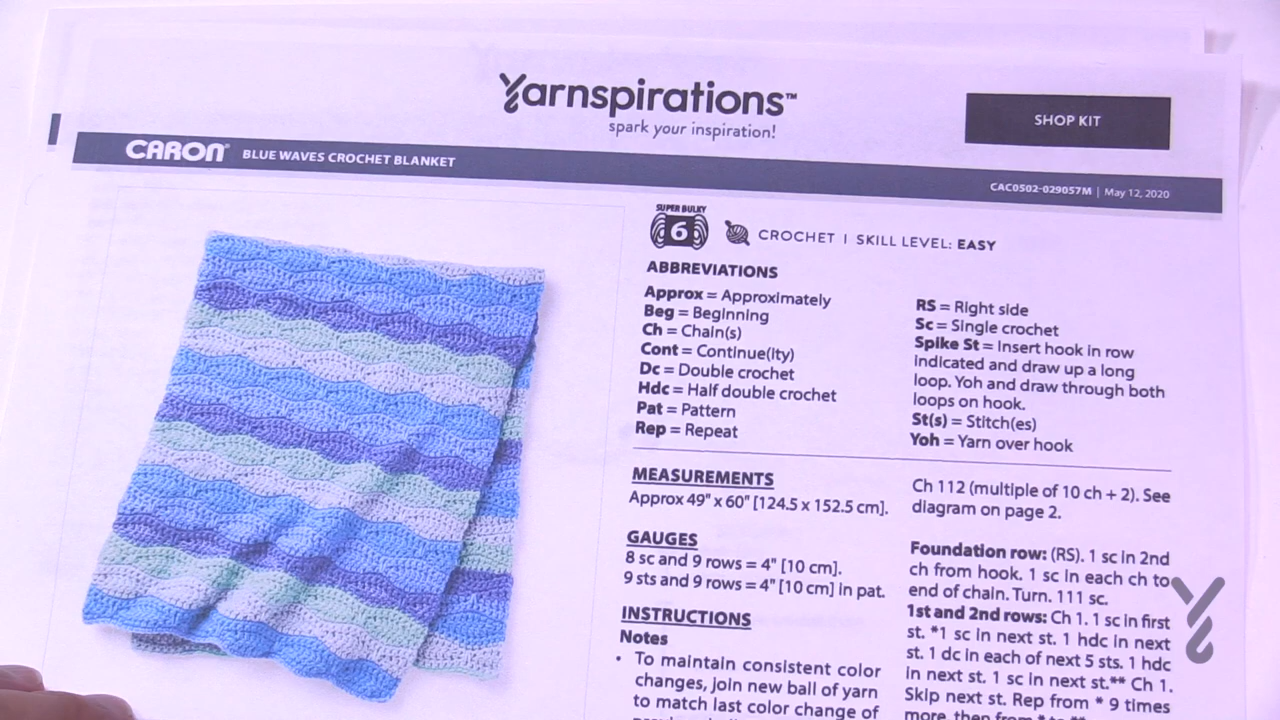 Yarnspirations™
spark your inspiration!
SHOP KIT
CARON® BLUE WAVES CROCHET BLANKET
CAC0502-029057M | May 12, 2020
SUPER BULKY
6
CROCHET | SKILL LEVEL: EASY
ABBREVIATIONS
Approx = Approximately
Beg = Beginning
Ch = Chain(s)
Cont = Continue(ity)
Dc = Double crochet
Hdc = Half double crochet
Pat = Pattern
Rep = Repeat
RS = Right side
Sc = Single crochet
Spike St = Insert hook in row
indicated and draw up a long
loop. Yoh and draw through both
loops on hook.
St(s) = Stitch(es)
Yoh = Yarn over hook
MEASUREMENTS
Approx 49" x 60" [124.5 x 152.5 cm].
GAUGES
8 sc and 9 rows = 4" [10 cm].
9 sts and 9 rows = 4" [10 cm] in pat.
INSTRUCTIONS
Notes
• To maintain consistent color
changes, join new ball of yarn
to match last color change of
Ch 112 (multiple of 10 ch + 2). See
diagram on page 2.
Foundation row: (RS). 1 sc in 2nd
ch from hook. 1 sc in each ch to
end of chain. Turn. 111 sc.
1st and 2nd rows: Ch 1. 1 sc in first
st. *1 sc in next st. 1 hdc in next
st. 1 dc in each of next 5 sts. 1 hdc
in next st. 1 sc in next st.** Ch 1.
Skip next st. Rep from * 9 times
more, then from * to **